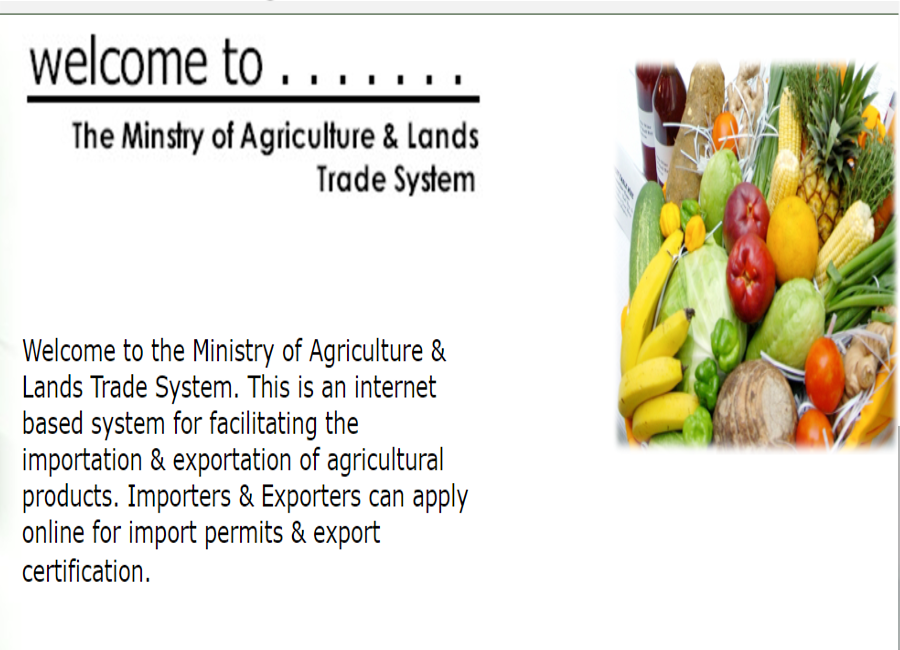 welcome to . . . . . . .
The Minstry of Agriculture & Lands
Trade System
Welcome to the Ministry of Agriculture &
Lands Trade System. This is an internet
based system for facilitating the
importation & exportation of agricultural
products. Importers & Exporters can apply
online for import permits & export
certification.